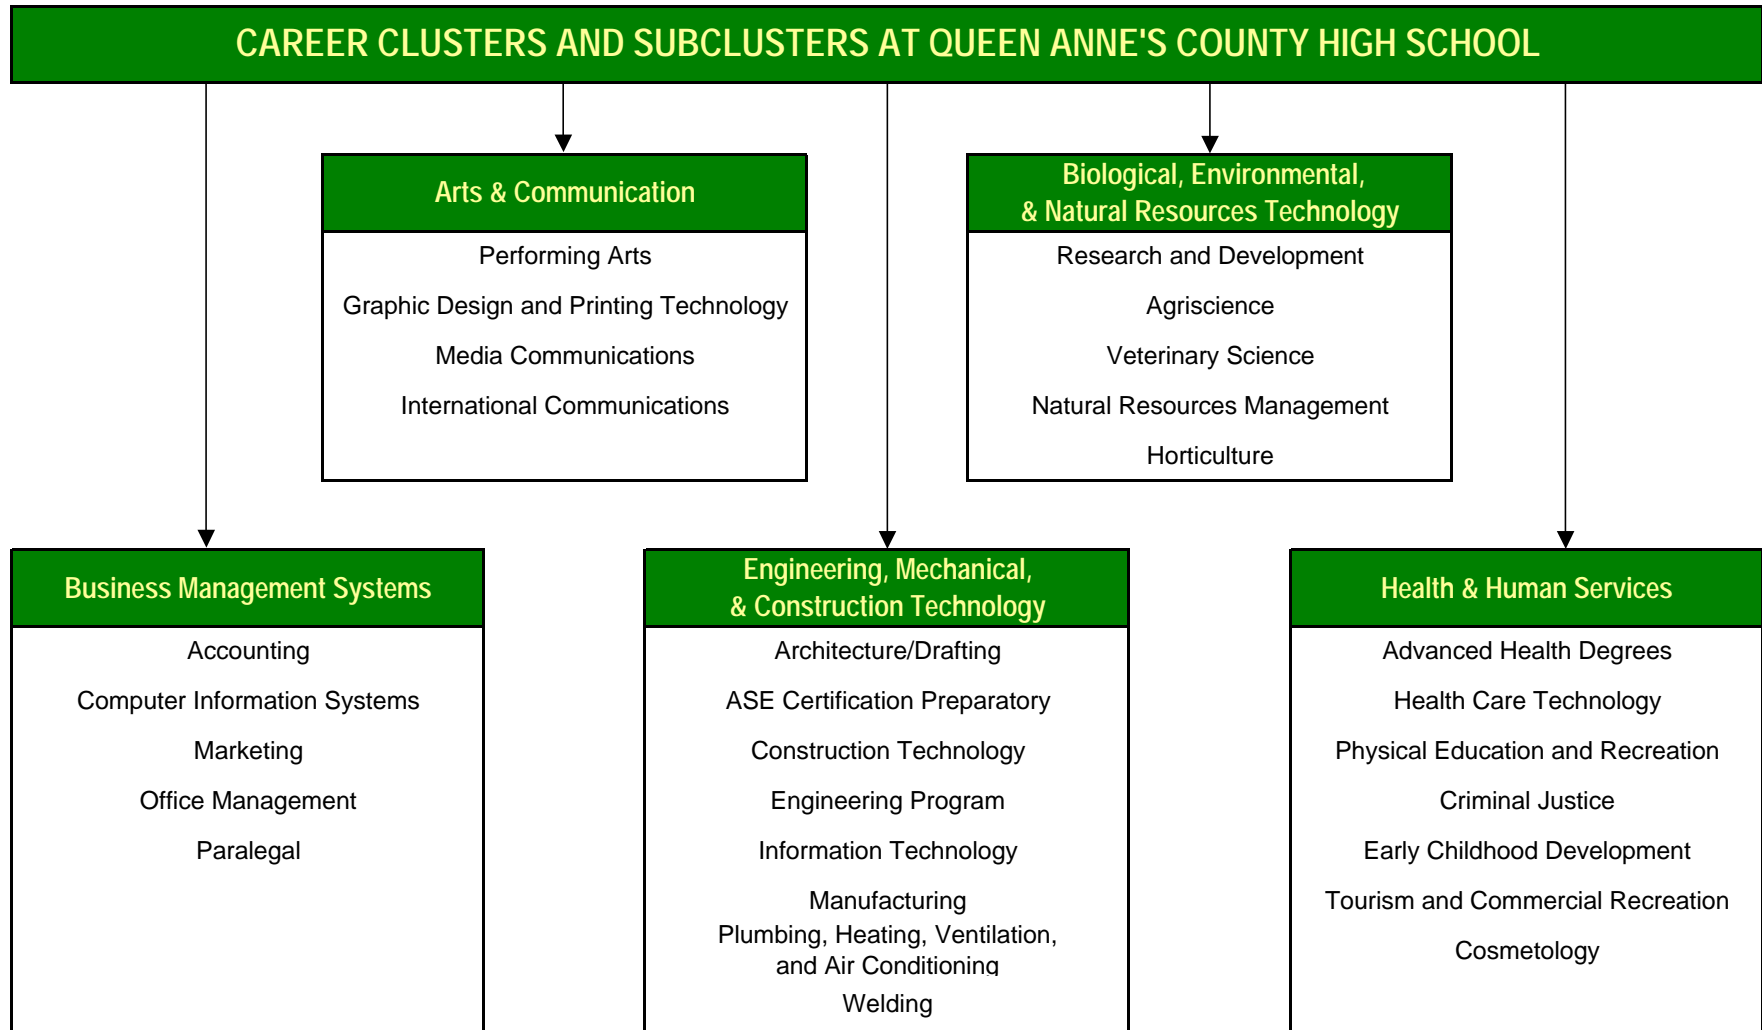 CAREER CLUSTERS AND SUBCLUSTERS AT QUEEN ANNE'S COUNTY HIGH SCHOOL
Arts & Communication
Performing Arts
Graphic Design and Printing Technology
Media Communications
International Communications
Biological, Environmental,
& Natural Resources Technology
Research and Development
Agriscience
Veterinary Science
Natural Resources Management
Horticulture
Business Management Systems
Accounting
Computer Information Systems
Marketing
Office Management
Paralegal
Engineering, Mechanical,
& Construction Technology
Architecture/Drafting
ASE Certification Preparatory
Construction Technology
Engineering Program
Information Technology
Manufacturing
Plumbing, Heating, Ventilation,
and Air Conditioning
Welding
Health & Human Services
Advanced Health Degrees
Health Care Technology
Physical Education and Recreation
Criminal Justice
Early Childhood Development
Tourism and Commercial Recreation
Cosmetology